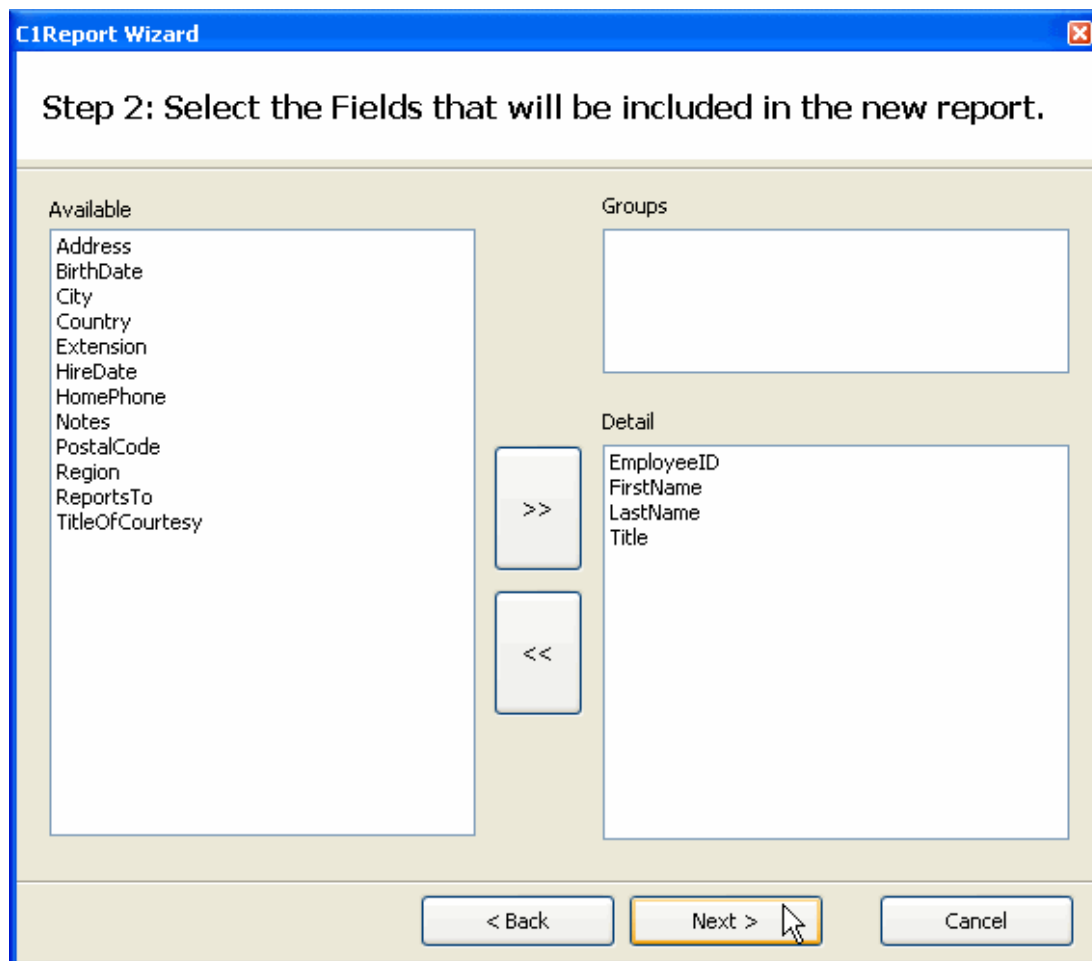 C1Report Wizard
Step 2: Select the Fields that will be included in the new report.
Available
Address
BirthDate
City
Country
Extension
HireDate
HomePhone
Notes
PostalCode
Region
ReportsTo
TitleOfCourtesy
>>
<<
Groups
Detail
EmployeeID
FirstName
LastName
Title
< Back
Next >
Cancel